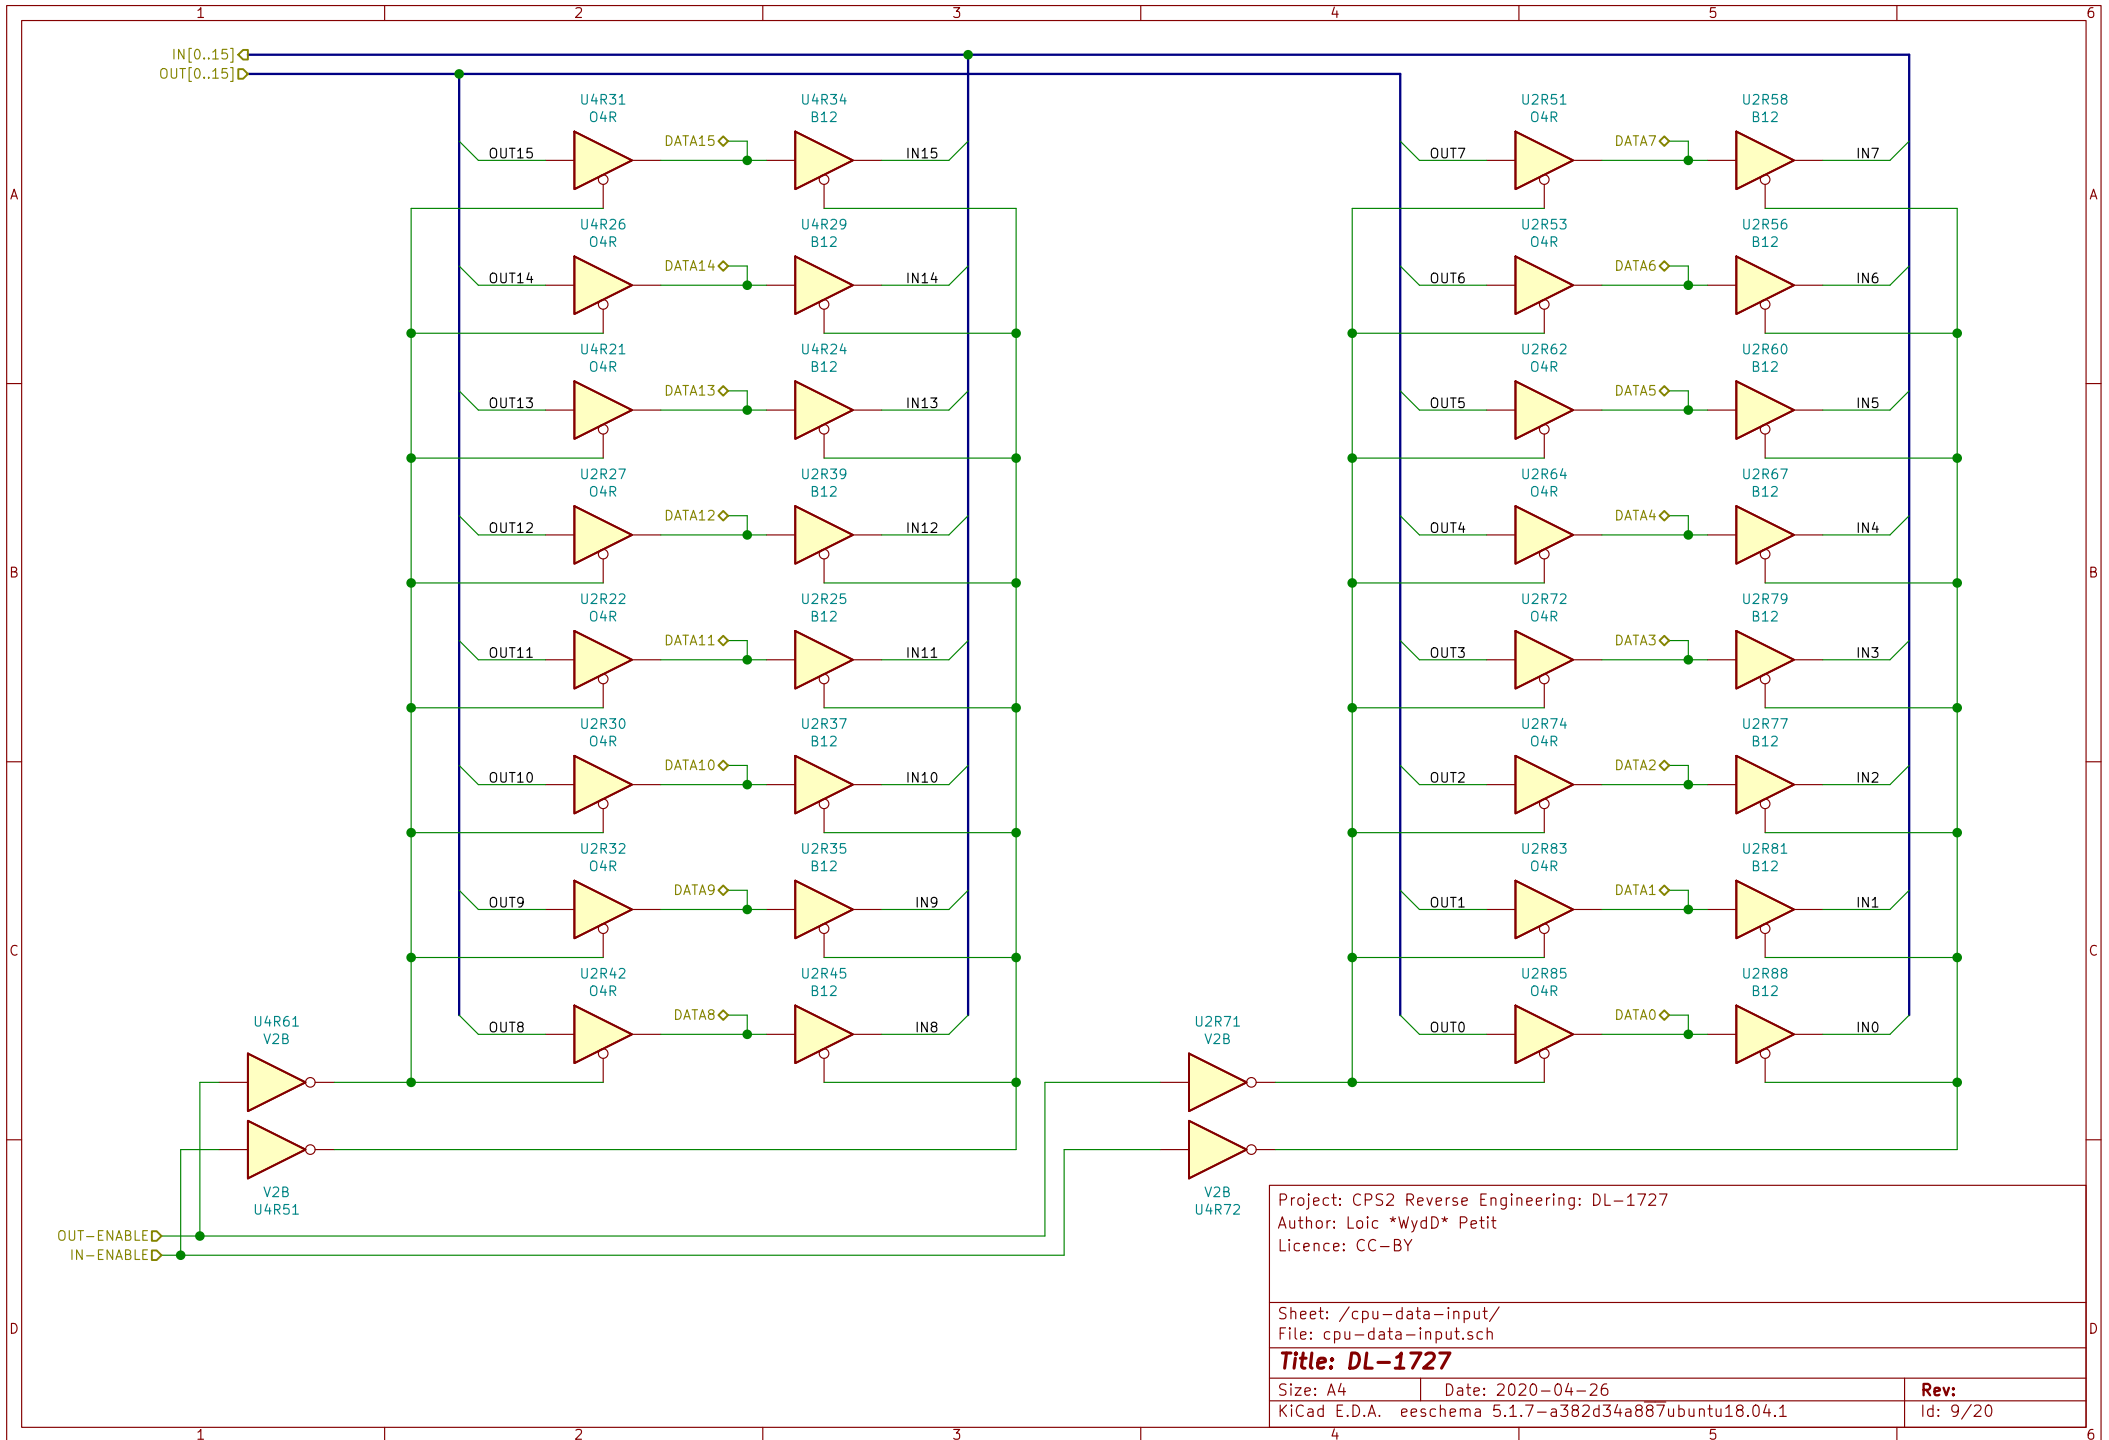 1 2 3 4 5 6
IN[0..15]
OUT[0..15]
U4R31 U4R34 U2R51 U2R58
O4R B12 O4R B12
DATA15 DATA7
OUT15 IN15 OUT7 IN7
A A
U4R26 U4R29 U2R53 U2R56
O4R B12 O4R B12
DATA14 DATA6
OUT14 IN14 OUT6 IN6
U4R21 U4R24 U2R62 U2R60
O4R B12 O4R B12
DATA13 DATA5
OUT13 IN13 OUT5 IN5
U2R27 U2R39 U2R64 U2R67
O4R B12 O4R B12
DATA12 DATA4
OUT12 IN12 OUT4 IN4
B B
U2R22 U2R25 U2R72 U2R79
O4R B12 O4R B12
DATA11 DATA3
OUT11 IN11 OUT3 IN3
U2R30 U2R37 U2R74 U2R77
O4R B12 O4R B12
DATA10 DATA2
OUT10 IN10 OUT2 IN2
U2R32 U2R35 U2R83 U2R81
O4R B12 O4R B12
DATA9 DATA1
OUT9 IN9 OUT1 IN1
C C
U2R42 U2R45 U2R85 U2R88
O4R B12 O4R B12
DATA8 DATA0
OUT8 IN8 OUT0 IN0
U4R61 U2R71
V2B V2B
V2B V2B
U4R51 U4R72
OUT-ENABLE
IN-ENABLE
Project: CPS2 Reverse Engineering: DL-1727
Author: Loic *WydD* Petit
Licence: CC-BY
Sheet: /cpu-data-input/
File: cpu-data-input.sch
D D
Title: DL-1727
Size: A4 Date: 2020-04-26 Rev:
KiCad E.D.A. eeschema 5.1.7-a382d34a887ubuntu18.04.1 Id: 9/20
1 2 3 4 5 6